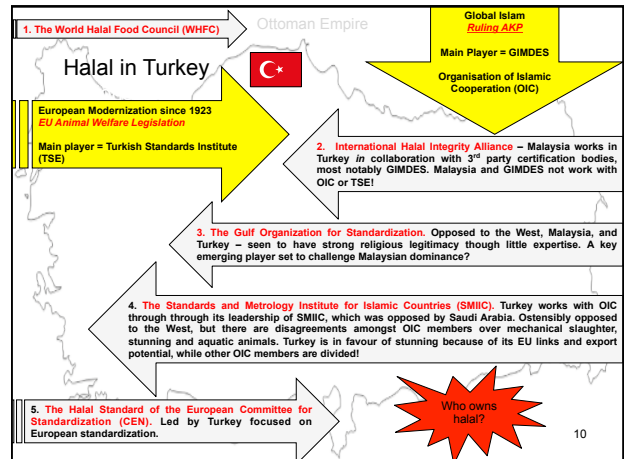 1. The World Halal Food Council (WHFC)
Ottoman Empire
Global Islam
Ruling AKP
Main Player = GIMDES
Organisation of Islamic
Cooperation (OIC)
Halal in Turkey
European Modernization since 1923
EU Animal Welfare Legislation
Main player = Turkish Standards Institute
(TSE)
2. International Halal Integrity Alliance – Malaysia works in
Turkey in collaboration with 3rd party certification bodies,
most notably GIMDES. Malaysia and GIMDES not work with
OIC or TSE!
3. The Gulf Organization for Standardization. Opposed to the West, Malaysia, and
Turkey – seen to have strong religious legitimacy though little expertise. A key
emerging player set to challenge Malaysian dominance?
4. The Standards and Metrology Institute for Islamic Countries (SMIIC). Turkey works with OIC
through through its leadership of SMIIC, which was opposed by Saudi Arabia. Ostensibly opposed
to the West, but there are disagreements amongst OIC members over mechanical slaughter,
stunning and aquatic animals. Turkey is in favour of stunning because of its EU links and export
potential, while other OIC members are divided!
5. The Halal Standard of the European Committee for
Standardization (CEN). Led by Turkey focused on
European standardization.
Who owns
halal?
10